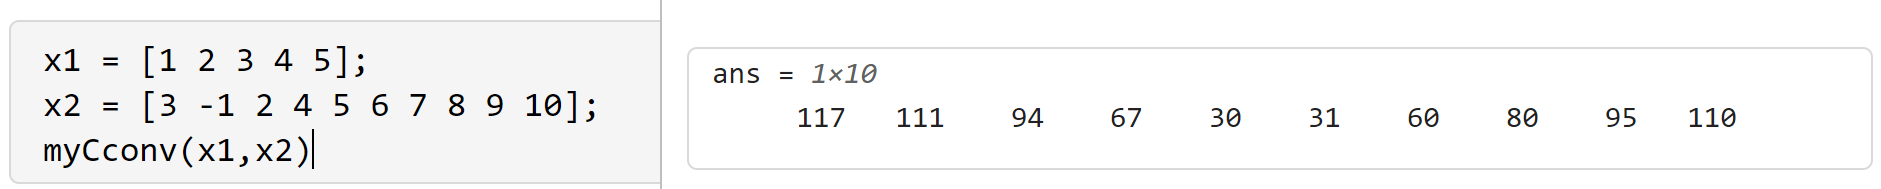 x1 = [1 2 3 4 5];
x2 = [3 -1 2 4 5 6 7 8 9 10];
myCconv(x1,x2)
ans = 1×10
117 111 94 67 30 31 60 80 95 110